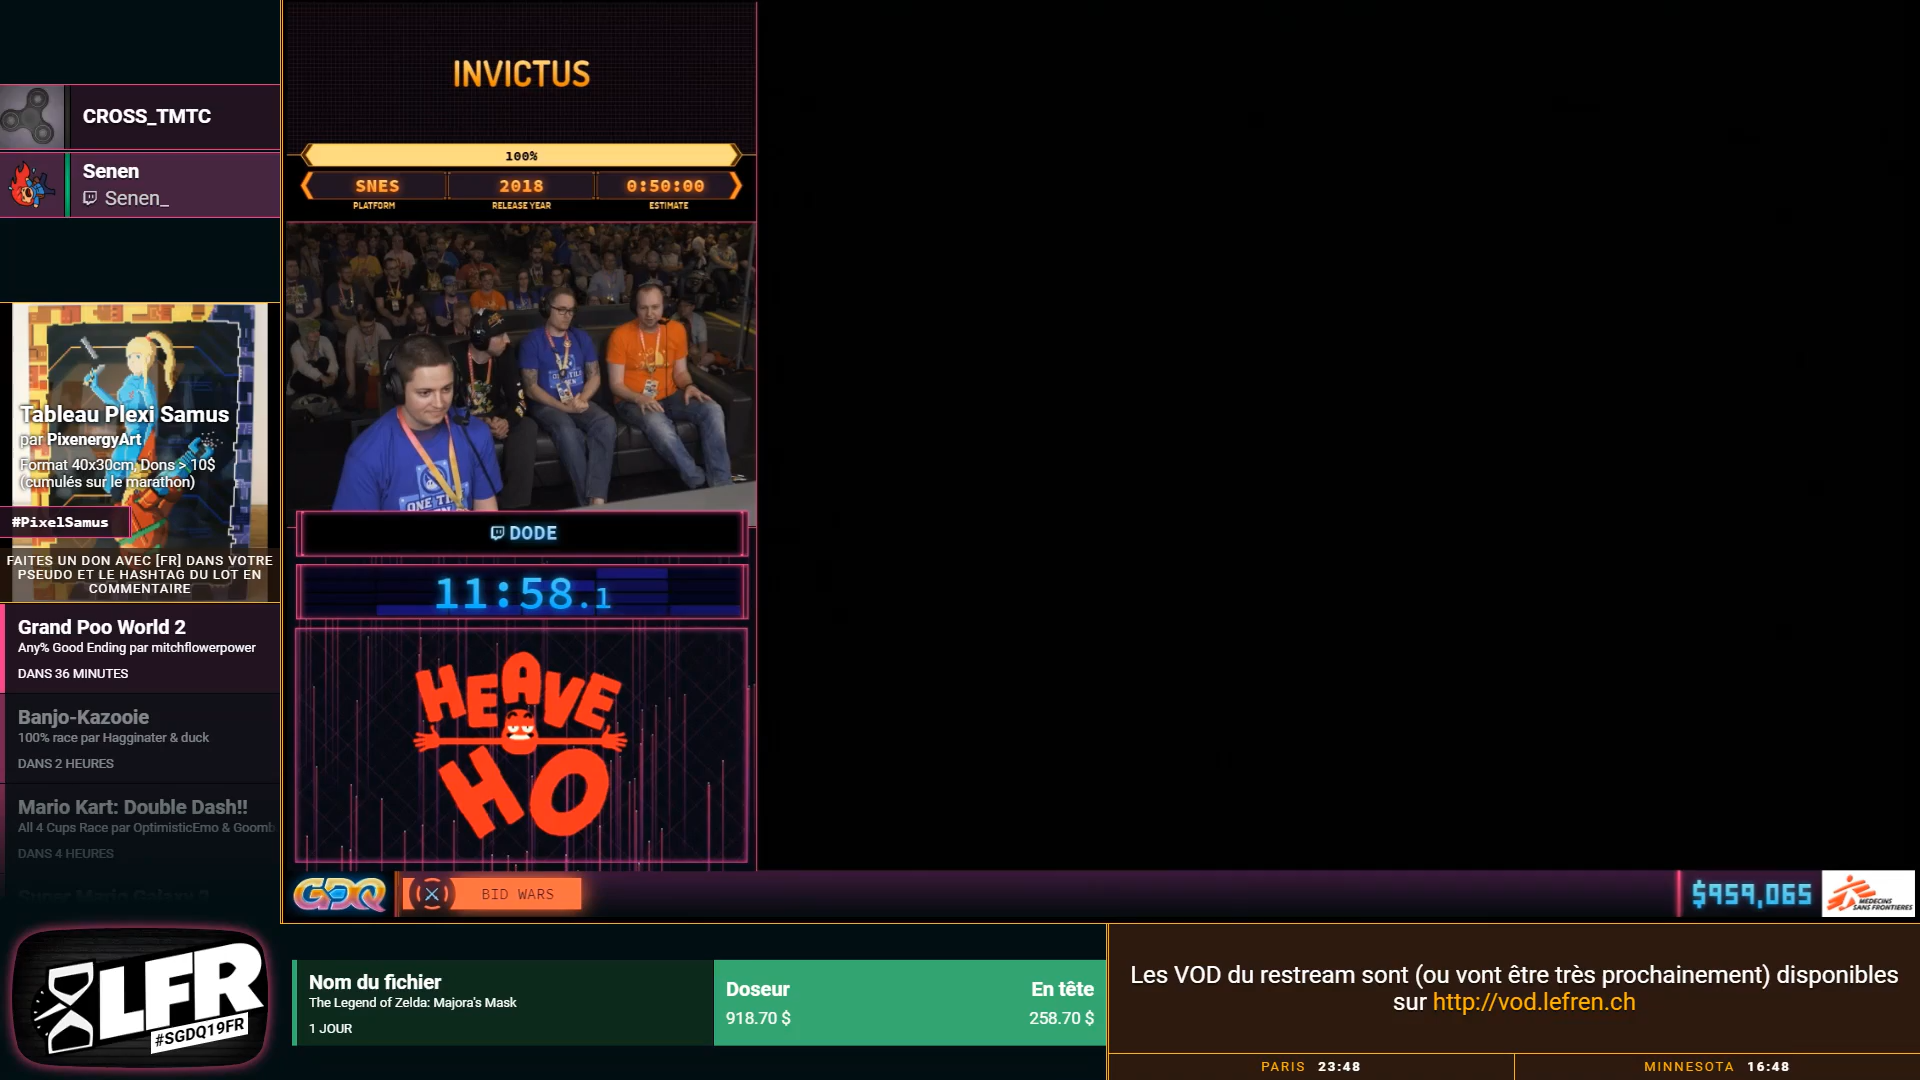 CROSS_TMTC
Senen
Senen_
Tableau Plexi Samus
par PixenergyArt
Format 40x30cm, Dons > 10$
(cumulés sur le marathon)
#PixelSamus
FAITES UN DON AVEC [FR] DANS VOTRE
PSEUDO ET LE HASHTAG DU LOT EN
COMMENTAIRE
Grand Poo World 2
Any% Good Ending par mitchflowerpower
DANS 36 MINUTES
Banjo-Kazooie
100% race par Hagginater & duck
DANS 2 HEURES
Mario Kart: Double Dash!!
All 4 Cups Race par OptimisticEmo & Goomb
DANS 4 HEURES
Super Mario Galaxy 2
LFR
#SGDQ19FR
INVICTUS
100%
SNES
2018
0:50:00
PLATFORM
RELEASE YEAR
ESTIMATE
ONE TI
DODE
11:58.1
HEAVE
HO
GDQ
BID WARS
$959,065
MEDECINS
SANS FRONTIERES
Nom du fichier
The Legend of Zelda: Majora's Mask
1 JOUR
Doseur
En tête
918.70 $
258.70 $
Les VOD du restream sont (ou vont être très prochainement) disponibles
sur http://vod.lefren.ch
PARIS 23:48
MINNESOTA 16:48